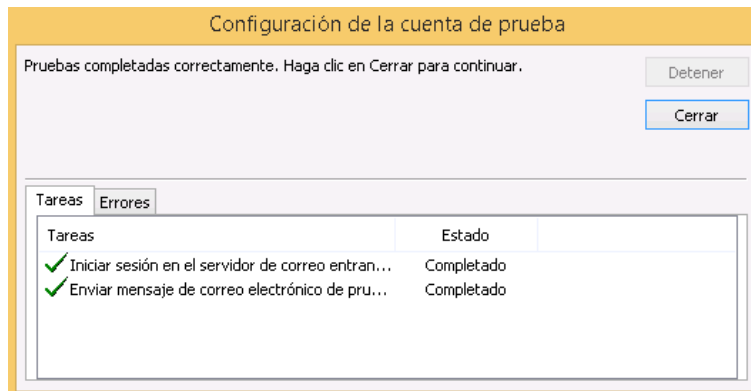 Configuración de la cuenta de prueba
Pruebas completadas correctamente. Haga clic en Cerrar para continuar.
Detener
Cerrar
Tareas Errores
Tareas Estado
Iniciar sesión en el servidor de correo entran... Completado
Enviar mensaje de correo electrónico de pru... Completado